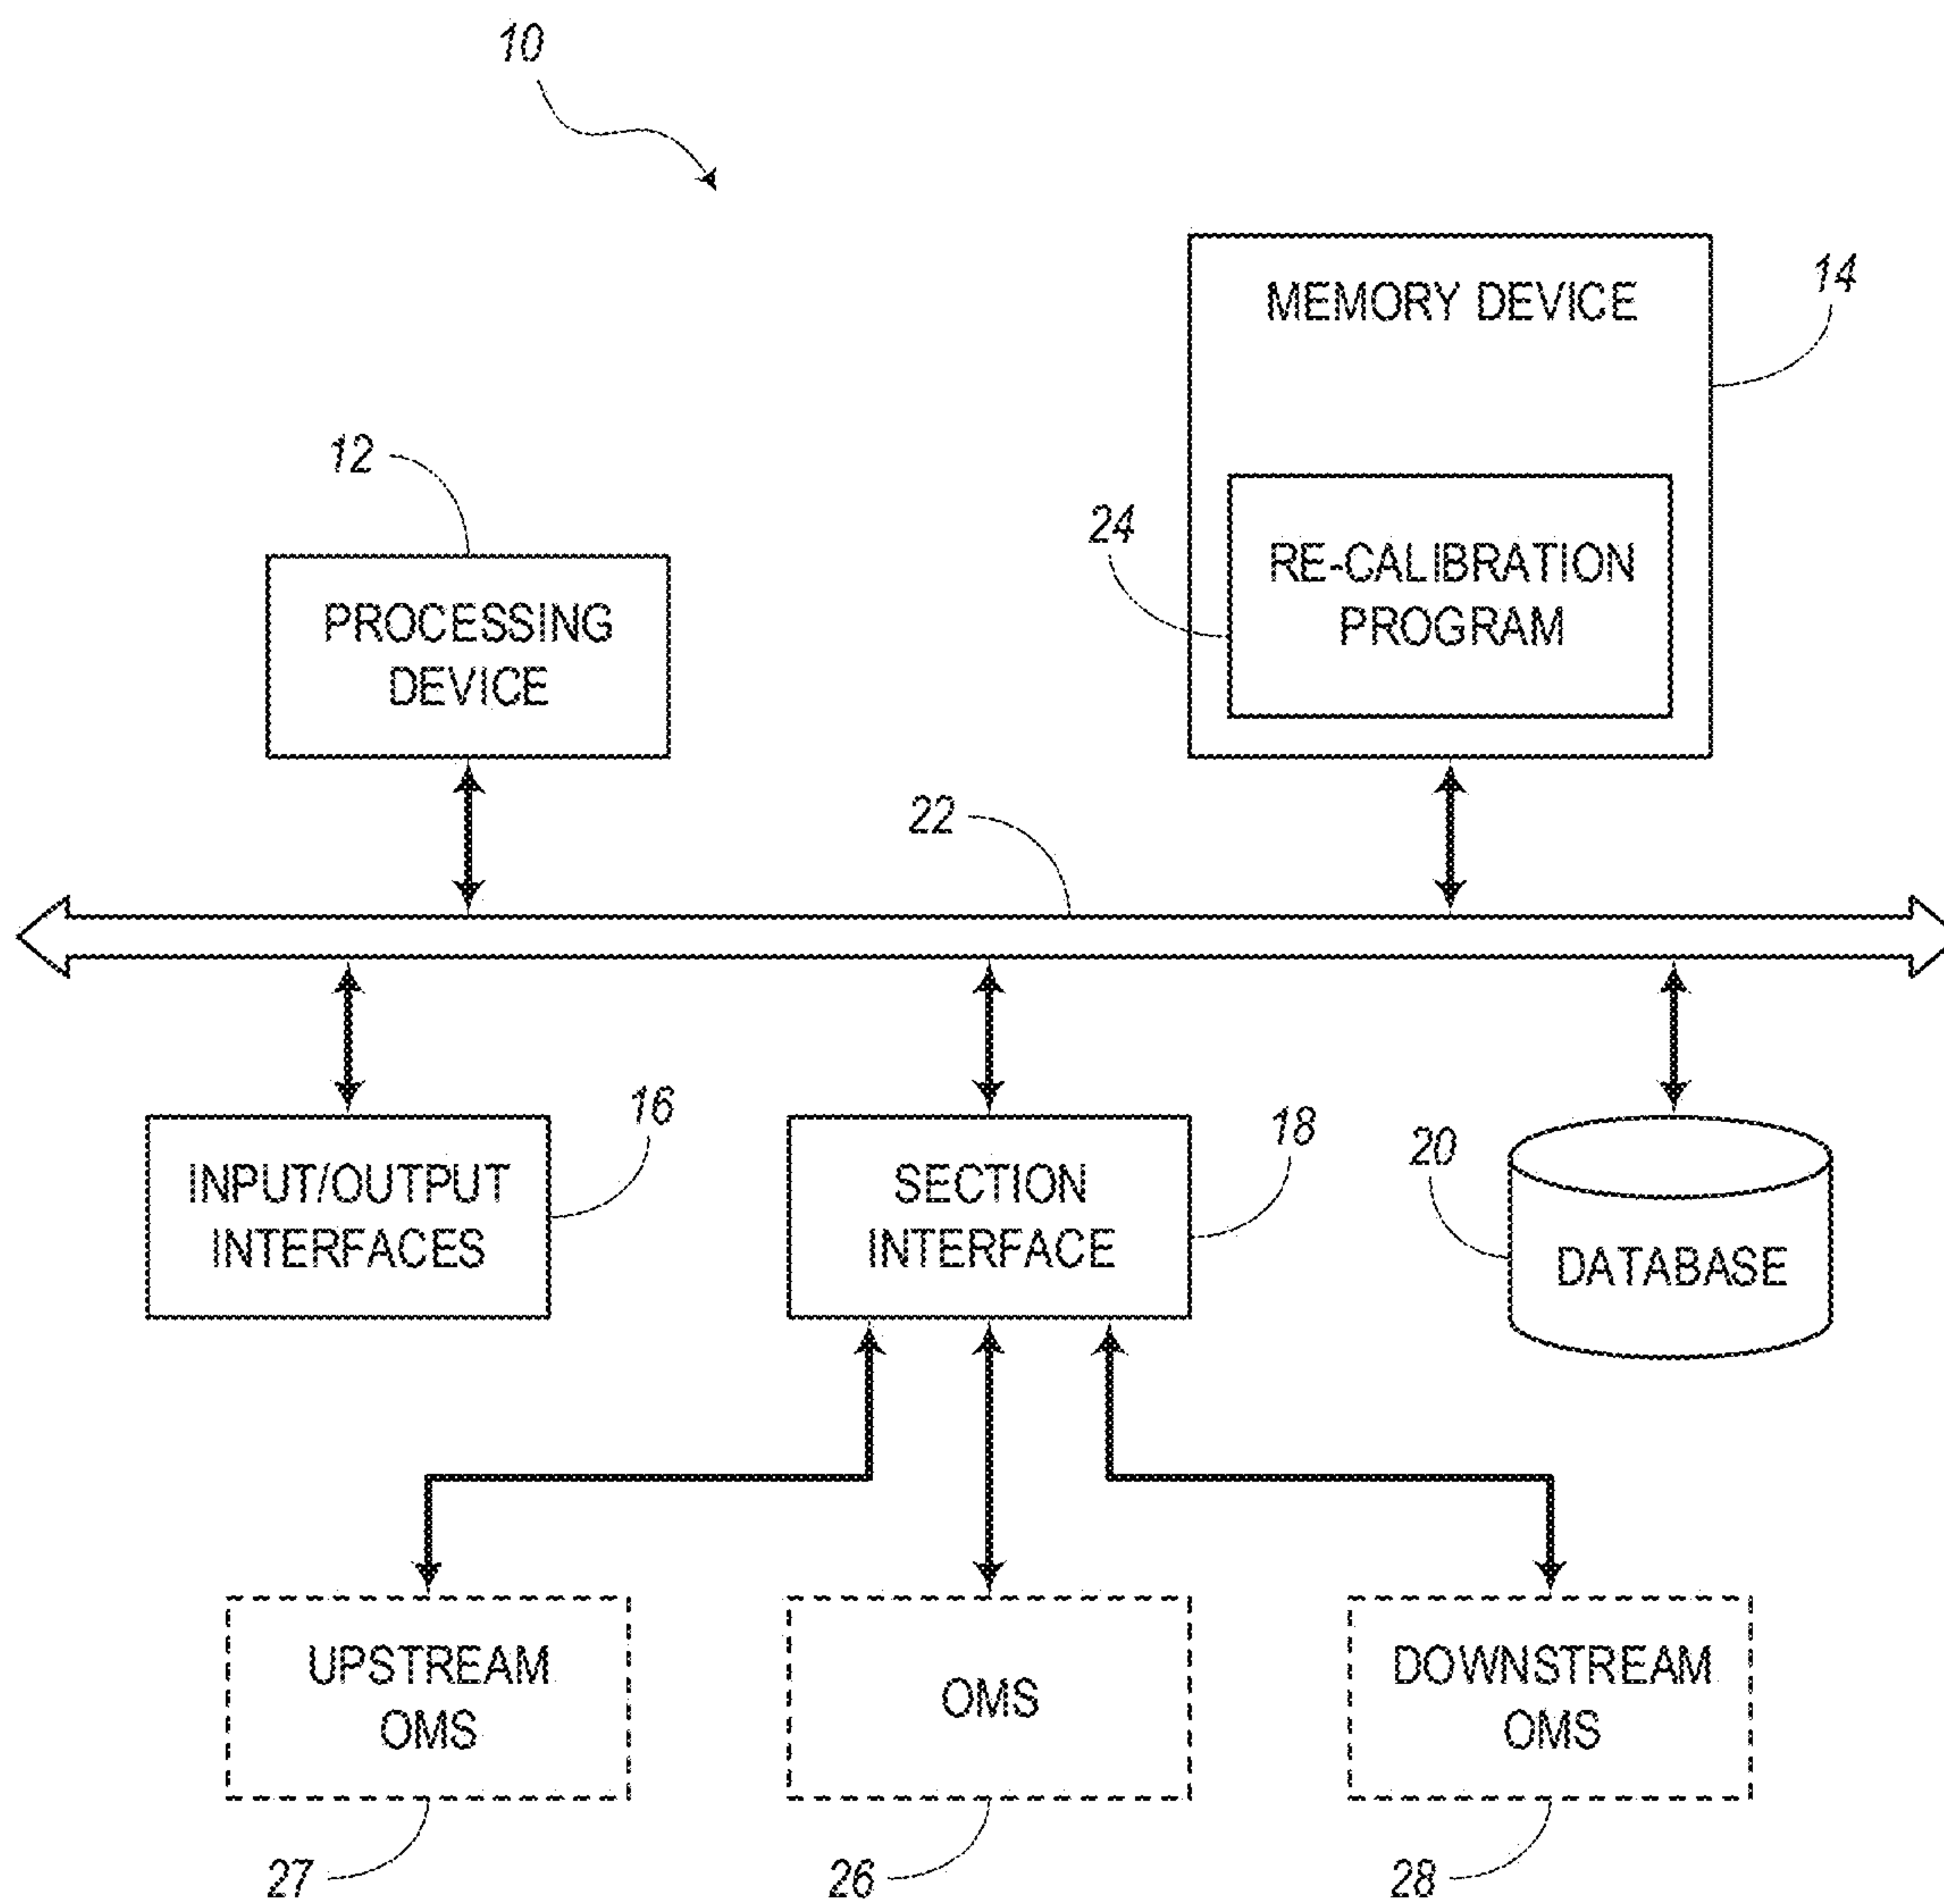 10
MEMORY DEVICE
14
12
24
RE-CALIBRATION
PROGRAM
PROCESSING
DEVICE
22
16
18
20
INPUT/OUTPUT
INTERFACES
SECTION
INTERFACE
DATABASE
UPSTREAM
OMS
OMS
DOWNSTREAM
OMS
27
26
28